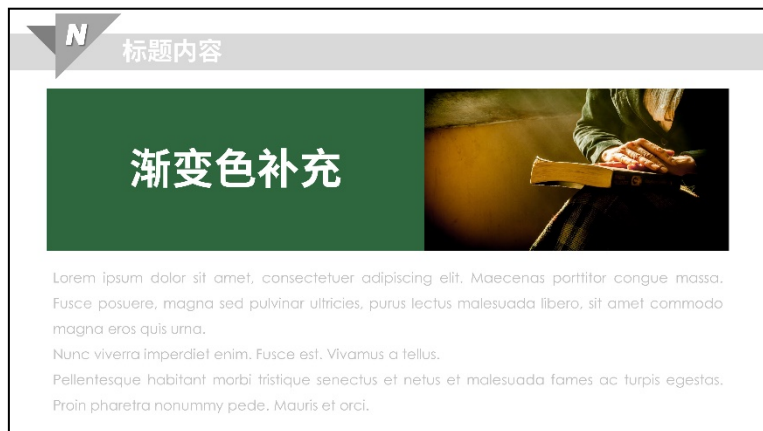 N
标题内容
渐变色补充
Lorem ipsum dolor sit amet, consectetuer adipiscing elit. Maecenas porttitor congue massa.
Fusce posuere, magna sed pulvinar ultricies, purus lectus malesuada libero, sit amet commodo
magna eros quis urna.
Nunc viverra imperdiet enim. Fusce est. Vivamus a tellus.
Pellentesque habitant morbi tristique senectus et netus et malesuada fames ac turpis egestas.
Proin pharetra nonummy pede. Mauris et orci.